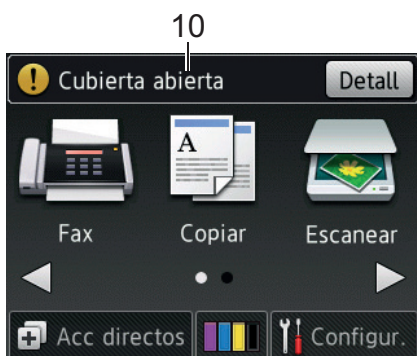 10
Cubierta abierta Detall
Fax Copiar Escanear
Acc directos Configur.